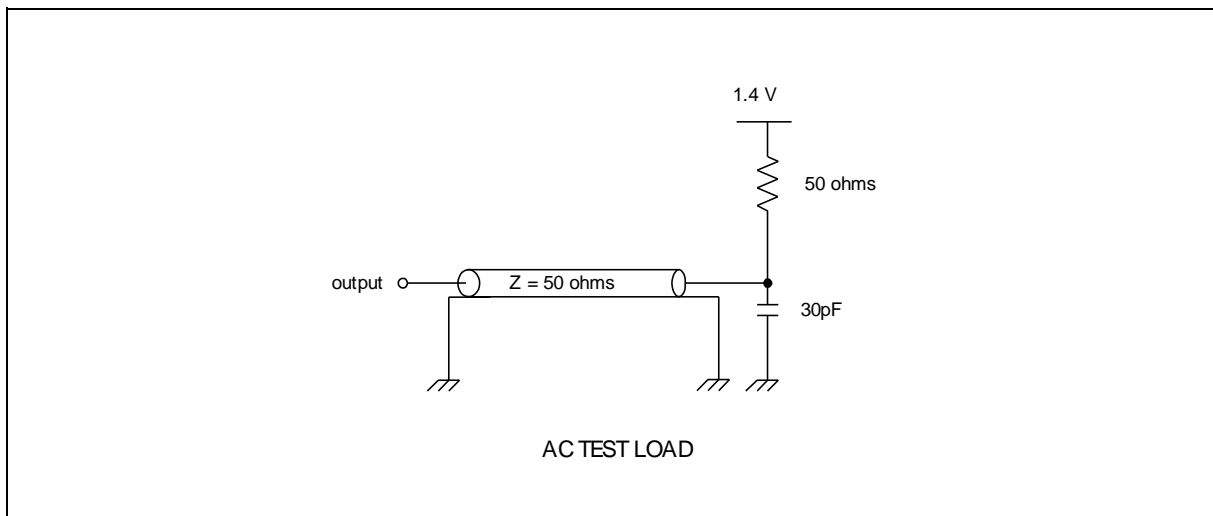 1.4 V
50 ohms
output
Z = 50 ohms
30pF
AC TEST LOAD